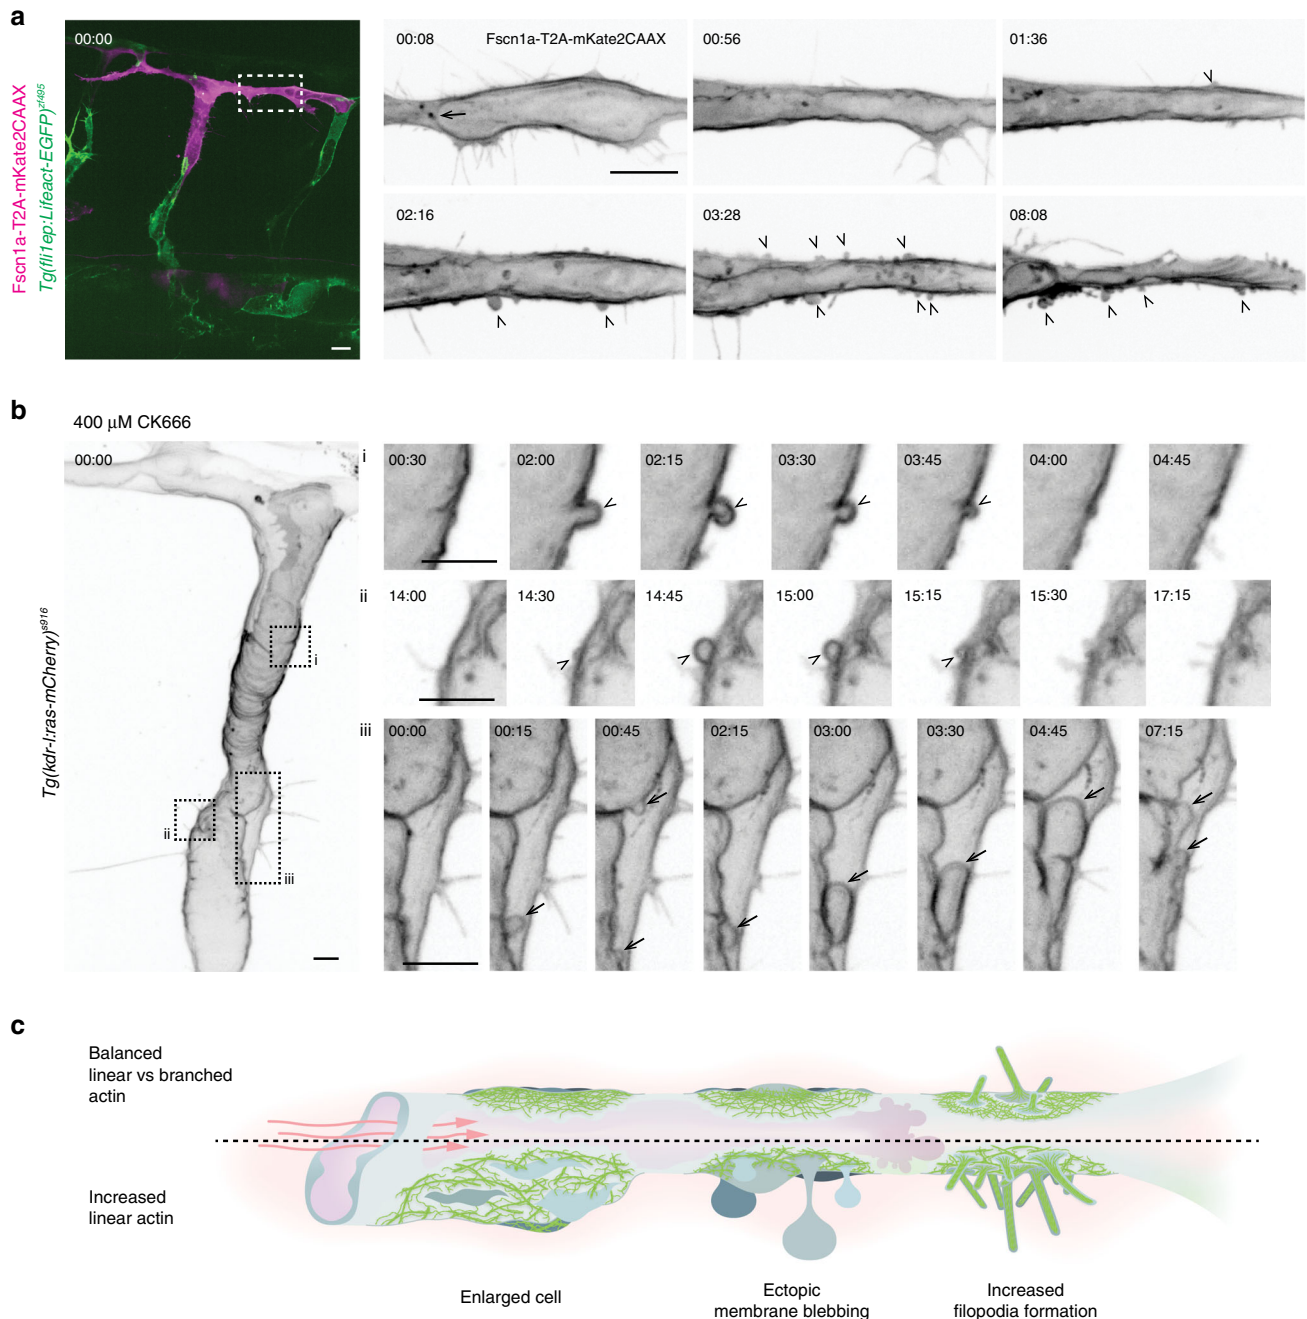 a
Fscn1a-T2A-mKate2CAAX
Tg(fli1ep:Lifeact-EGFP)zf495
00:00
00:08
Fscn1a-T2A-mKate2CAAX
00:56
01:36
02:16
03:28
08:08
b
400 μM CK666
Tg(kdr-l:ras-mCherry)s916
00:00
i
ii
iii
i
00:30
02:00
02:15
03:30
03:45
04:00
04:45
ii
14:00
14:30
14:45
15:00
15:15
15:30
17:15
iii
00:00
00:15
00:45
02:15
03:00
03:30
04:45
07:15
c
Balanced
linear vs branched
actin
Increased
linear actin
Enlarged cell
Ectopic
membrane blebbing
Increased
filopodia formation